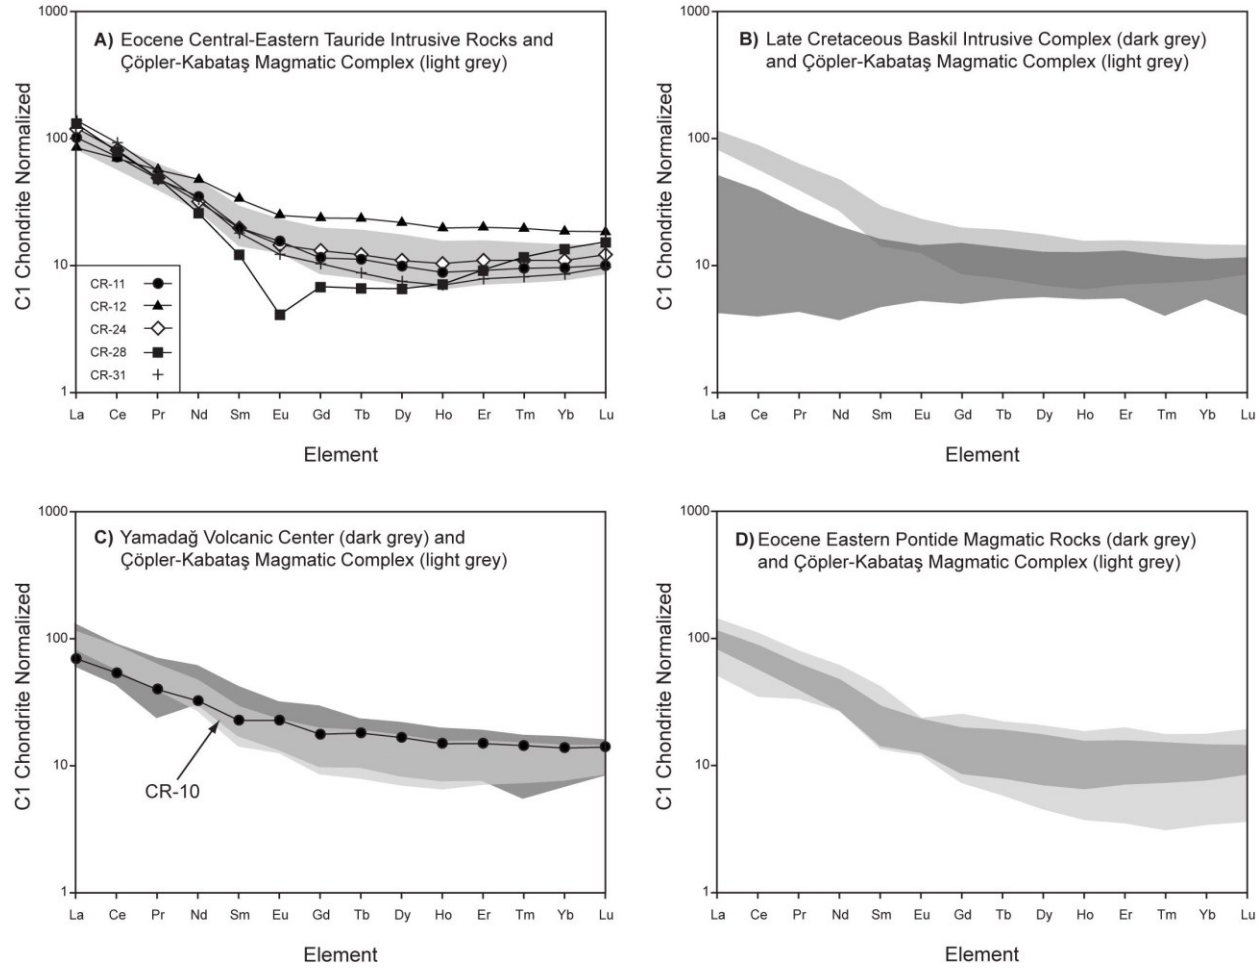 A) Eocene Central-Eastern Tauride Intrusive Rocks and
Çöpler-Kabataş Magmatic Complex (light grey)
1000
100
10
1
C1 Chondrite Normalized
CR-11
CR-12
CR-24
CR-28
CR-31
La Ce Pr Nd Sm Eu Gd Tb Dy Ho Er Tm Yb Lu
Element
B) Late Cretaceous Baskil Intrusive Complex (dark grey)
and Çöpler-Kabataş Magmatic Complex (light grey)
1000
100
10
1
C1 Chondrite Normalized
La Ce Pr Nd Sm Eu Gd Tb Dy Ho Er Tm Yb Lu
Element
C) Yamadağ Volcanic Center (dark grey) and
Çöpler-Kabataş Magmatic Complex (light grey)
1000
100
10
1
C1 Chondrite Normalized
CR-10
La Ce Pr Nd Sm Eu Gd Tb Dy Ho Er Tm Yb Lu
Element
D) Eocene Eastern Pontide Magmatic Rocks (dark grey)
and Çöpler-Kabataş Magmatic Complex (light grey)
1000
100
10
1
C1 Chondrite Normalized
La Ce Pr Nd Sm Eu Gd Tb Dy Ho Er Tm Yb Lu
Element